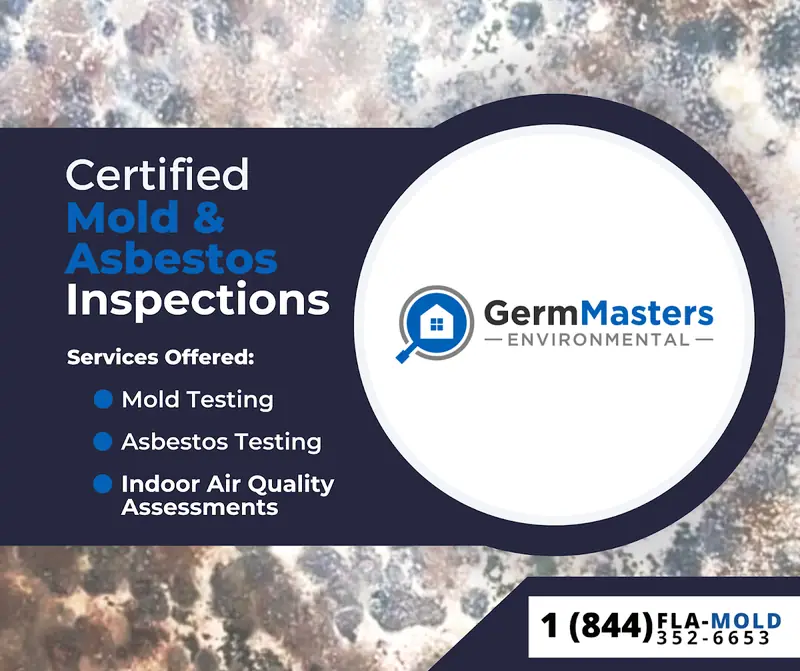 Certified
Mold &
Asbestos
Inspections
Services Offered:
Mold Testing
Asbestos Testing
Indoor Air Quality
Assessments
GermMasters
— ENVIRONMENTAL —
1 (844) FLA-MOLD
352-6653